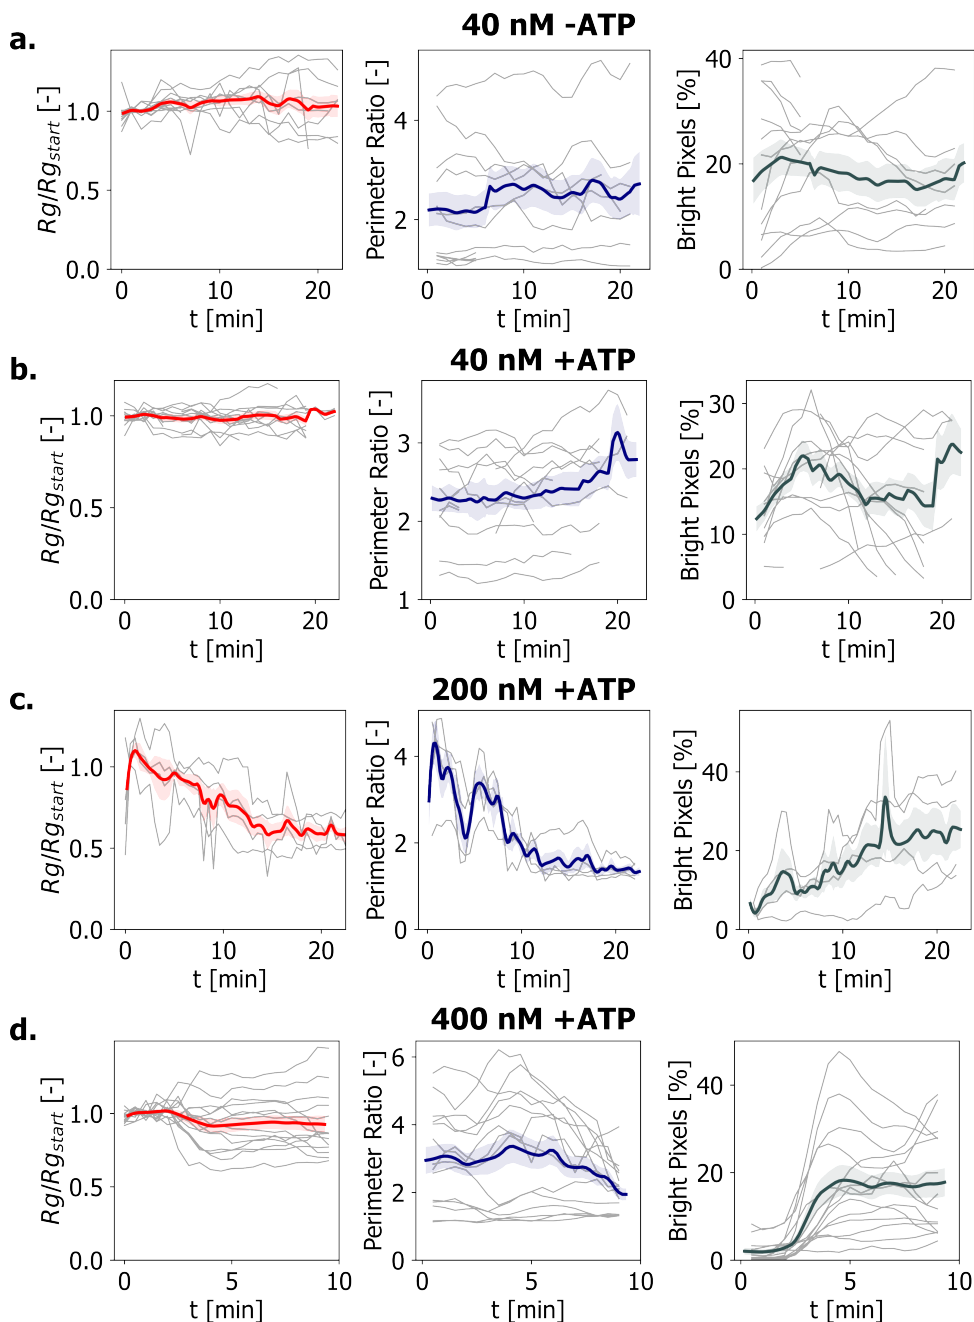 a.
40 nM -ATP
Rg/Rg_start [-]
1.0
0.5
0.0
0 10 20
t [min]
Perimeter Ratio [-]
4
2
0 10 20
t [min]
Bright Pixels [%]
40
20
0
0 10 20
t [min]
b.
40 nM +ATP
Rg/Rg_start [-]
1.0
0.5
0.0
0 10 20
t [min]
Perimeter Ratio [-]
3
2
1
0 10 20
t [min]
Bright Pixels [%]
30
20
10
0
0 10 20
t [min]
c.
200 nM +ATP
Rg/Rg_start [-]
1.0
0.5
0.0
0 10 20
t [min]
Perimeter Ratio [-]
4
2
0
0 10 20
t [min]
Bright Pixels [%]
40
20
0
0 10 20
t [min]
d.
400 nM +ATP
Rg/Rg_start [-]
1.0
0.5
0.0
0 5 10
t [min]
Perimeter Ratio [-]
6
4
2
0
0 5 10
t [min]
Bright Pixels [%]
40
20
0
0 5 10
t [min]